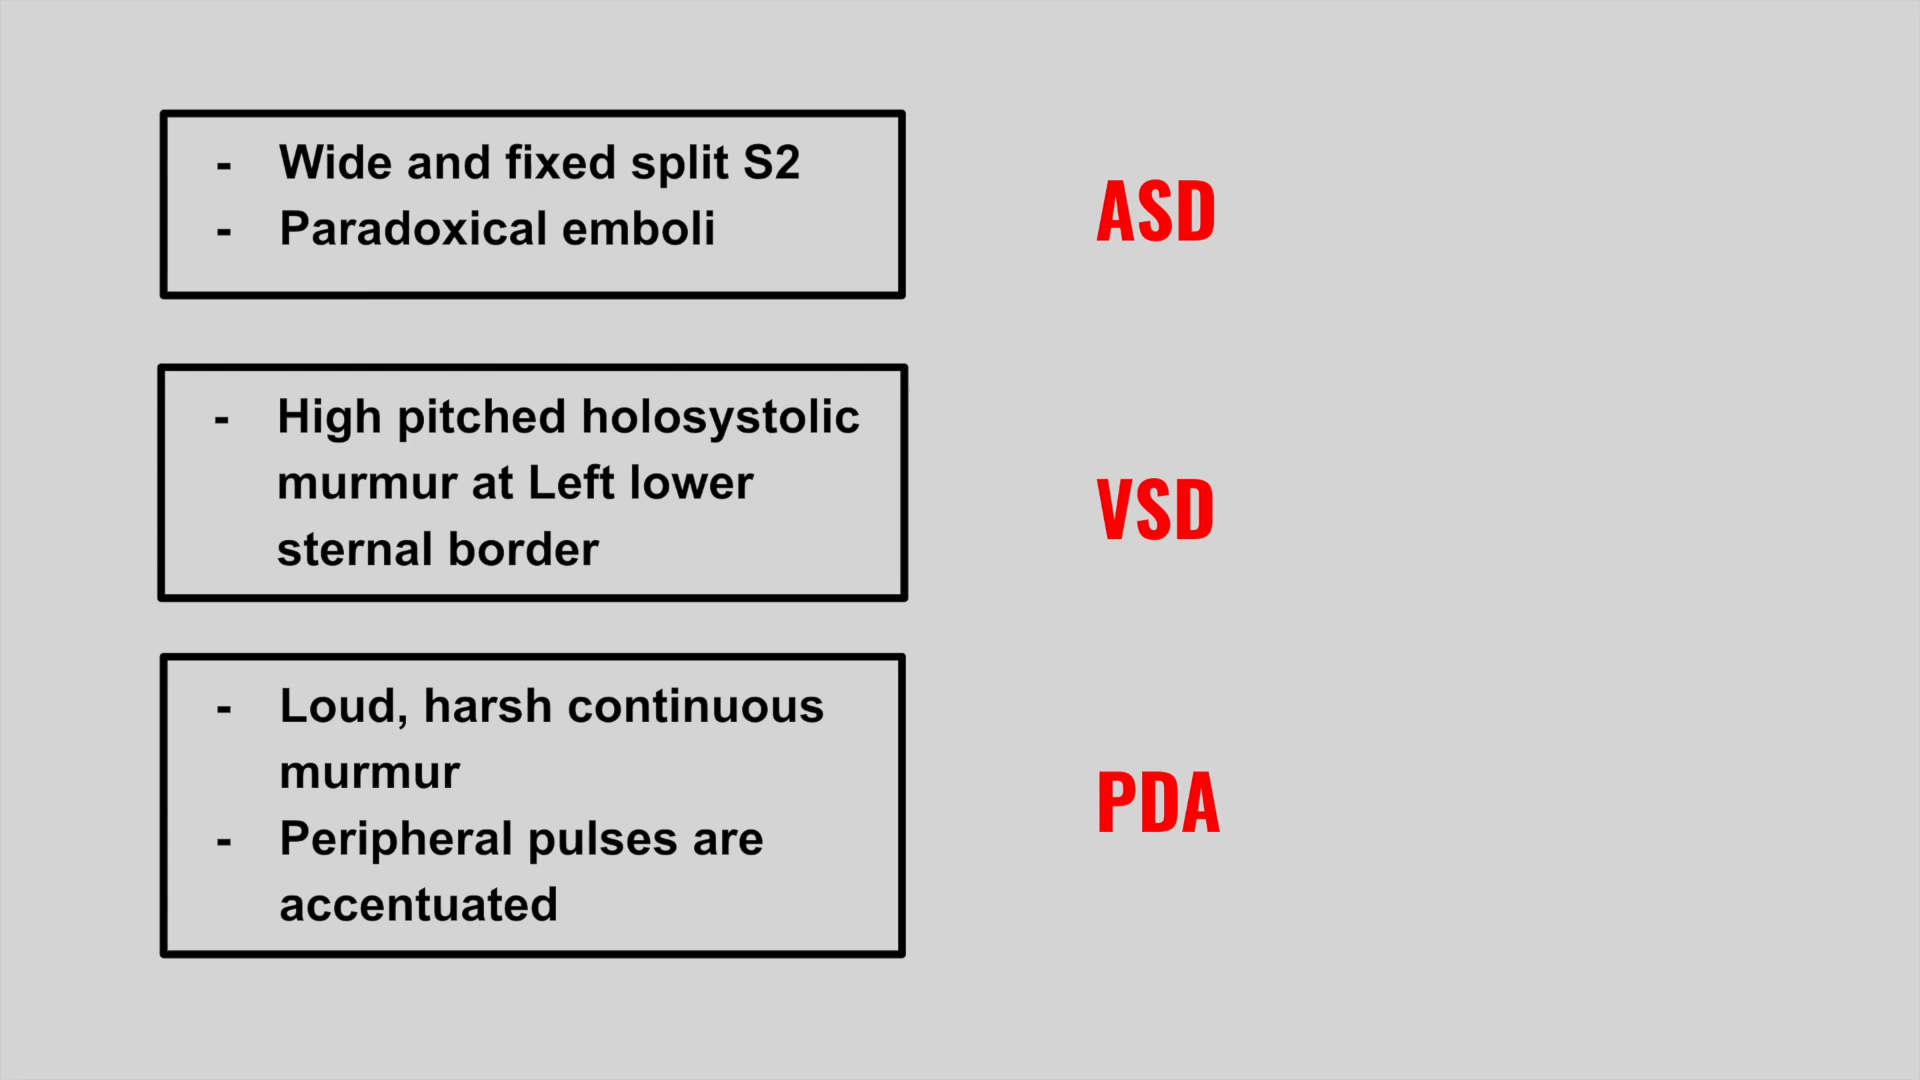 - Wide and fixed split S2
- Paradoxical emboli
ASD
- High pitched holosystolic
murmur at Left lower
sternal border
VSD
- Loud, harsh continuous
murmur
- Peripheral pulses are
accentuated
PDA